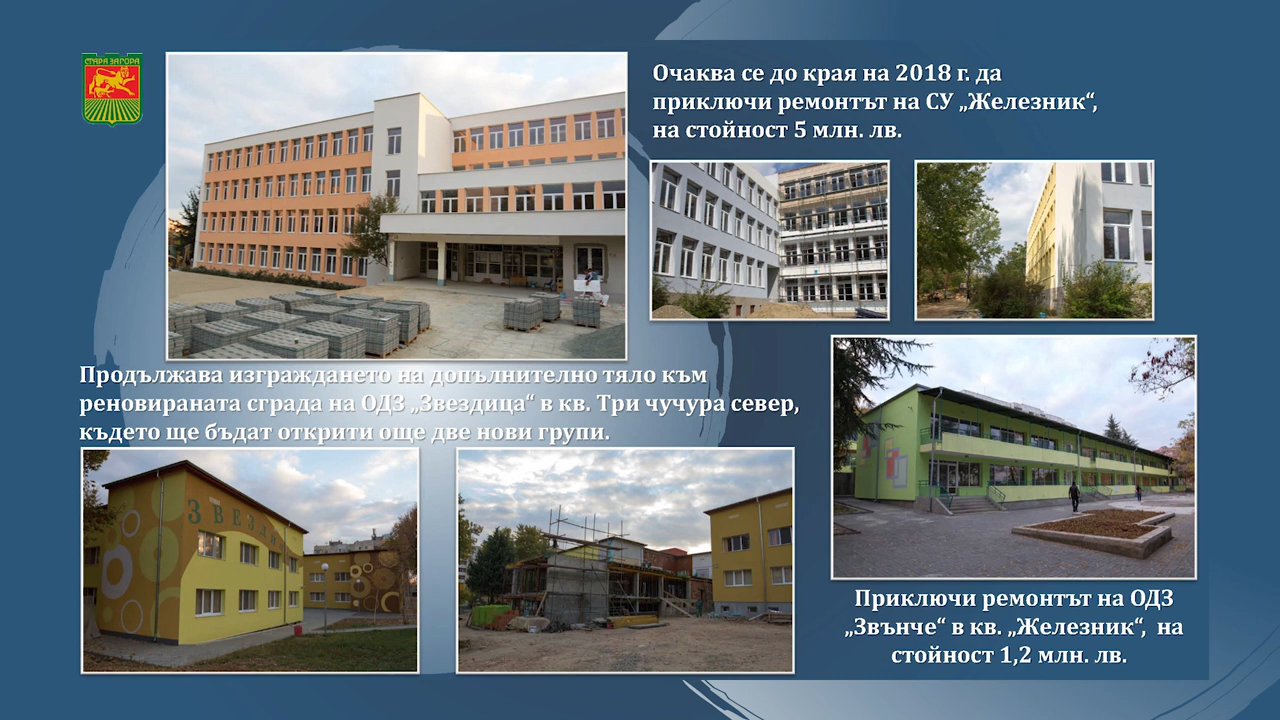 СТАРА ЗАГОРА
Очаква се до края на 2018 г. да
приключи ремонтът на СУ „Железник“,
на стойност 5 млн. лв.
Продължава изграждането на допълнително тяло към
реновираната сграда на ОДЗ „Звездица“ в кв. Три чучура север,
където ще бъдат открити още две нови групи.
ЗВЕЗД
Приключи ремонтът на ОДЗ
„Звънче“ в кв. „Железник“, на
стойност 1,2 млн. лв.